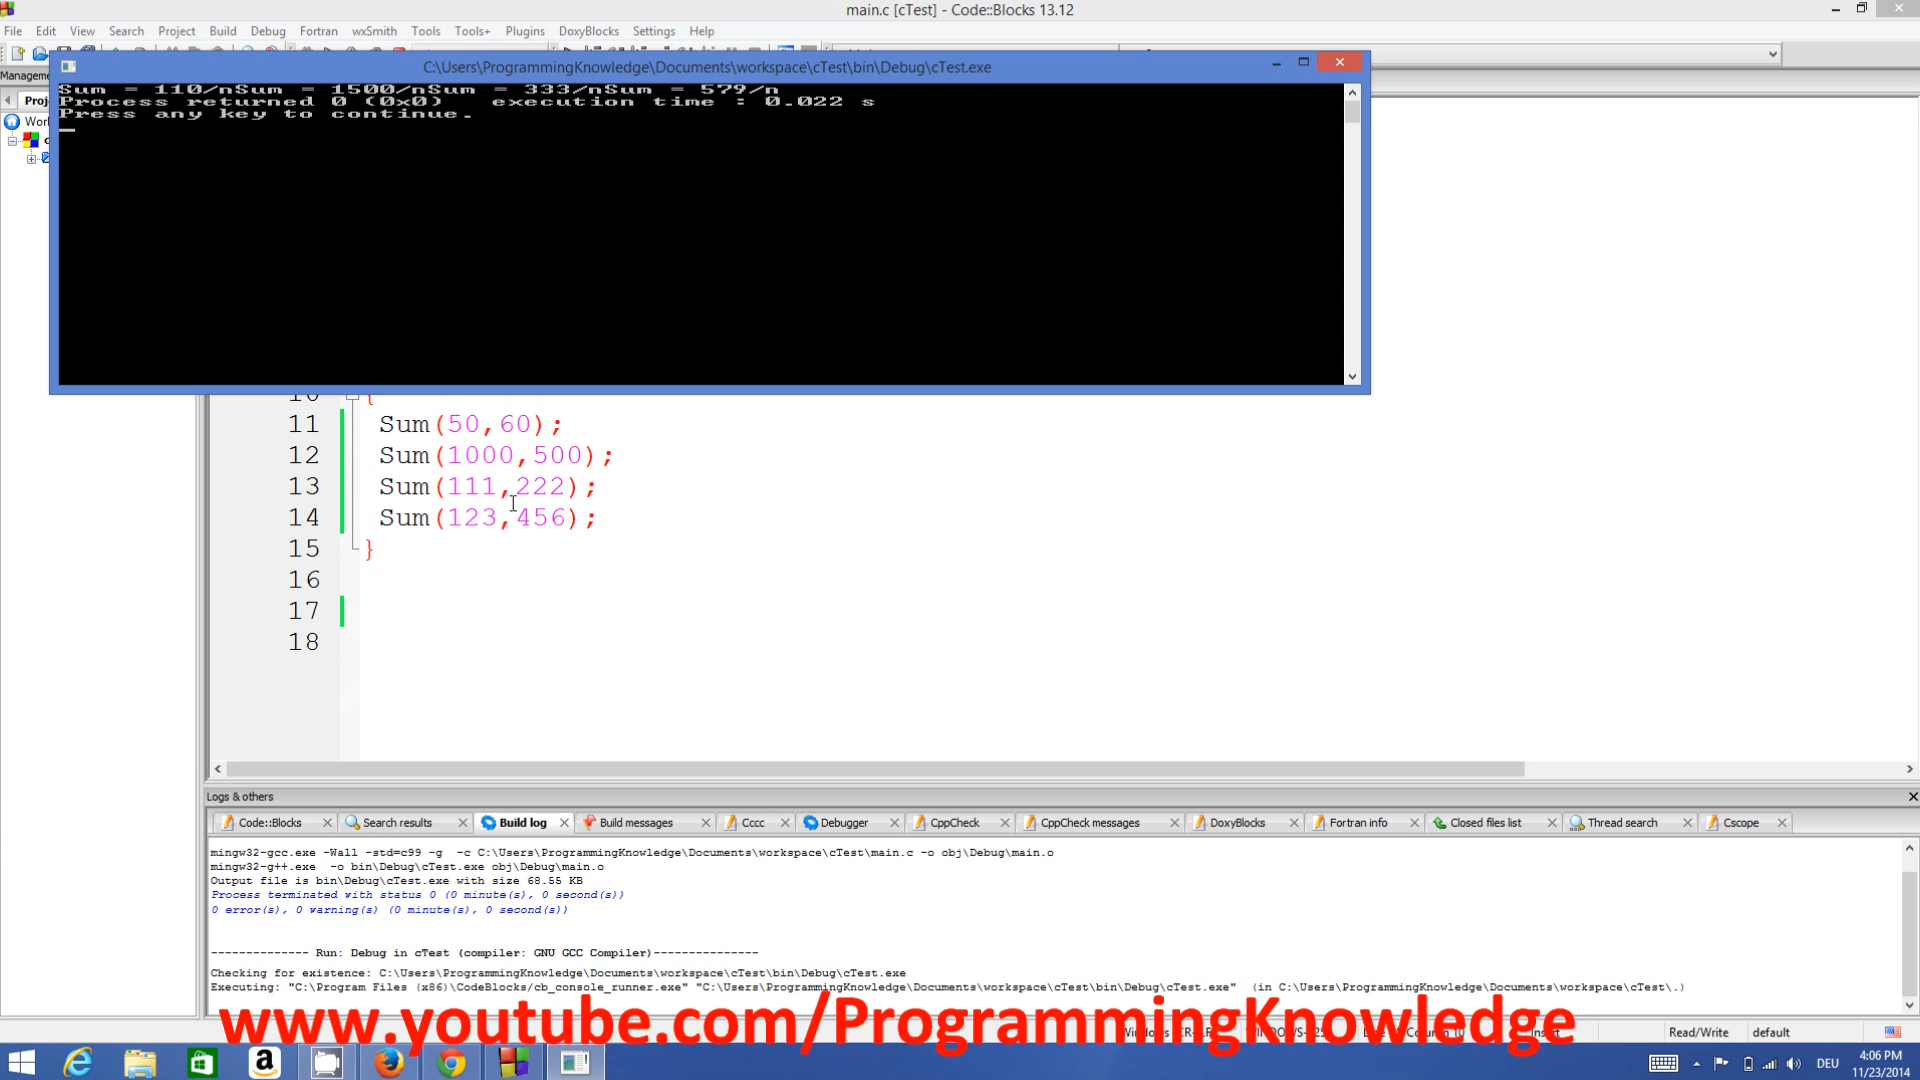 main.c [cTest] - Code::Blocks 13.12
File Edit View Search Project Build Debug Fortran wxSmith Tools Tools+ Plugins DoxyBlocks Settings Help
C:\Users\ProgrammingKnowledge\Documents\workspace\cTest\bin\Debug\cTest.exe
Sum = 110/nSum = 1500/nSum = 333/nSum = 579/n
Process returned 0 (0x0)   execution time : 0.022 s
Press any key to continue.
10 {
11 Sum(50,60);
12 Sum(1000,500);
13 Sum(111,222);
14 Sum(123,456);
15 }
16
17
18
Logs & others
Code::Blocks Search results Build log Build messages Cccc Debugger CppCheck CppCheck messages DoxyBlocks Fortran info Closed files list Thread search Cscope
mingw32-gcc.exe -Wall -std=c99 -g  -c C:\Users\ProgrammingKnowledge\Documents\workspace\cTest\main.c -o obj\Debug\main.o
mingw32-g++.exe  -o bin\Debug\cTest.exe obj\Debug\main.o
Output file is bin\Debug\cTest.exe with size 68.55 KB
Process terminated with status 0 (0 minute(s), 0 second(s))
0 error(s), 0 warning(s) (0 minute(s), 0 second(s))
-------------- Run: Debug in cTest (compiler: GNU GCC Compiler)---------------
Checking for existence: C:\Users\ProgrammingKnowledge\Documents\workspace\cTest\bin\Debug\cTest.exe
Executing: "C:\Program Files (x86)\CodeBlocks/cb_console_runner.exe" "C:\Users\ProgrammingKnowledge\Documents\workspace\cTest\bin\Debug\cTest.exe"  (in C:\Users\ProgrammingKnowledge\Documents\workspace\cTest\.)
www.youtube.com/ProgrammingKnowledge
Read/Write default
DEU
4:06 PM
11/23/2014